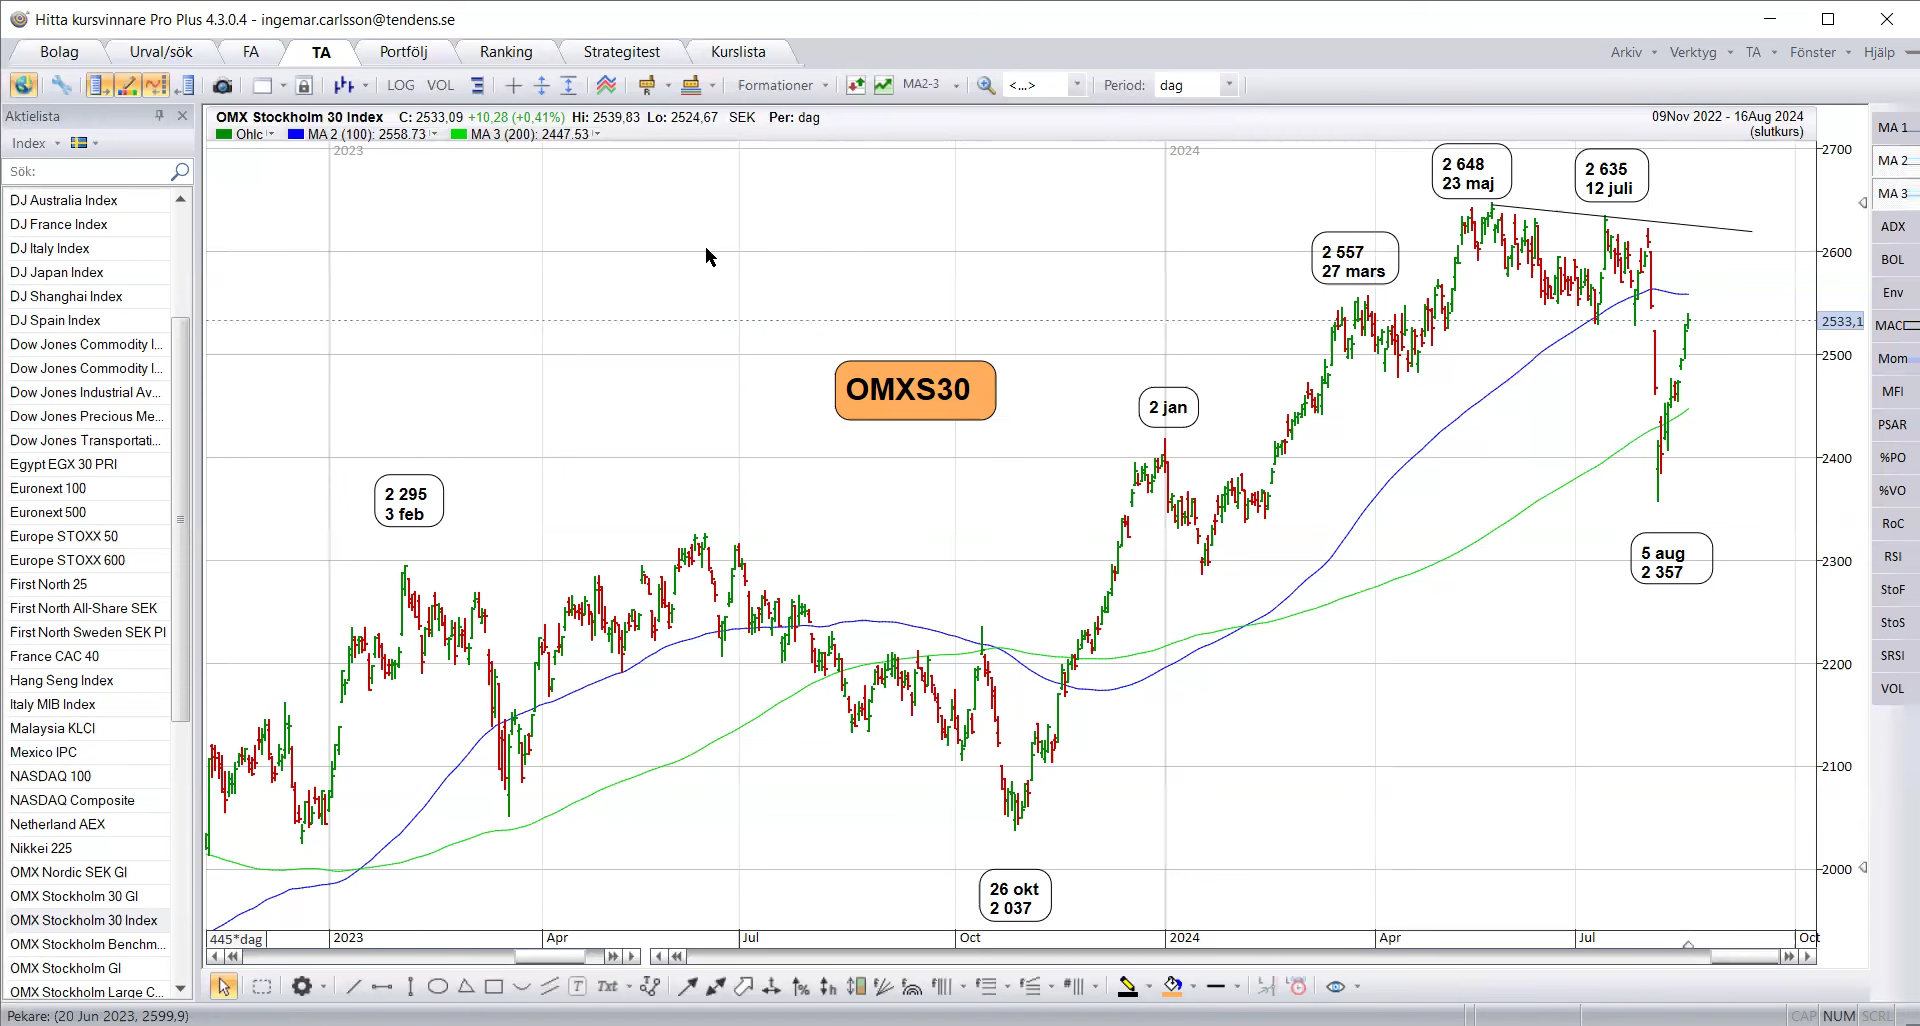 Hitta kursvinnare Pro Plus 4.3.0.4 - ingemar.carlsson@tendens.se
Bolag Urval/sök FA TA Portfölj Ranking Strategitest Kurslista Arkiv Verktyg TA Fönster Hjälp
LOG VOL Formationer MA2-3 <...> Period: dag
Aktielista
Index
Sök:
DJ Australia Index
DJ France Index
DJ Italy Index
DJ Japan Index
DJ Shanghai Index
DJ Spain Index
Dow Jones Commodity I...
Dow Jones Commodity I...
Dow Jones Industrial Av...
Dow Jones Precious Me...
Dow Jones Transportati...
Egypt EGX 30 PRI
Euronext 100
Euronext 500
Europe STOXX 50
Europe STOXX 600
First North 25
First North All-Share SEK
First North Sweden SEK PI
France CAC 40
Hang Seng Index
Italy MIB Index
Malaysia KLCI
Mexico IPC
NASDAQ 100
NASDAQ Composite
Netherland AEX
Nikkei 225
OMX Nordic SEK GI
OMX Stockholm 30 GI
OMX Stockholm 30 Index
OMX Stockholm Benchm...
OMX Stockholm GI
OMX Stockholm Large C...
OMX Stockholm 30 Index C: 2533,09 +10,28 (+0,41%) Hi: 2539,83 Lo: 2524,67 SEK Per: dag
09Nov 2022 - 16Aug 2024
Ohlc MA 2 (100): 2558.73 MA 3 (200): 2447.53
(slutkurs)
2023 2024
2 648
23 maj
2 635
12 juli
2 557
27 mars
OMXS30
2 jan
2 295
3 feb
5 aug
2 357
26 okt
2 037
2700
2600
2533,1
2500
2400
2300
2200
2100
2000
445*dag 2023 Apr Jul Oct 2024 Apr Jul Oct
MA 1
MA 2
MA 3
ADX
BOL
Env
MACD
Mom
MFI
PSAR
%PO
%VO
RoC
RSI
StoF
StoS
SRSI
VOL
T Txt
Pekare: (20 Jun 2023, 2599,9) CAP NUM SCRL